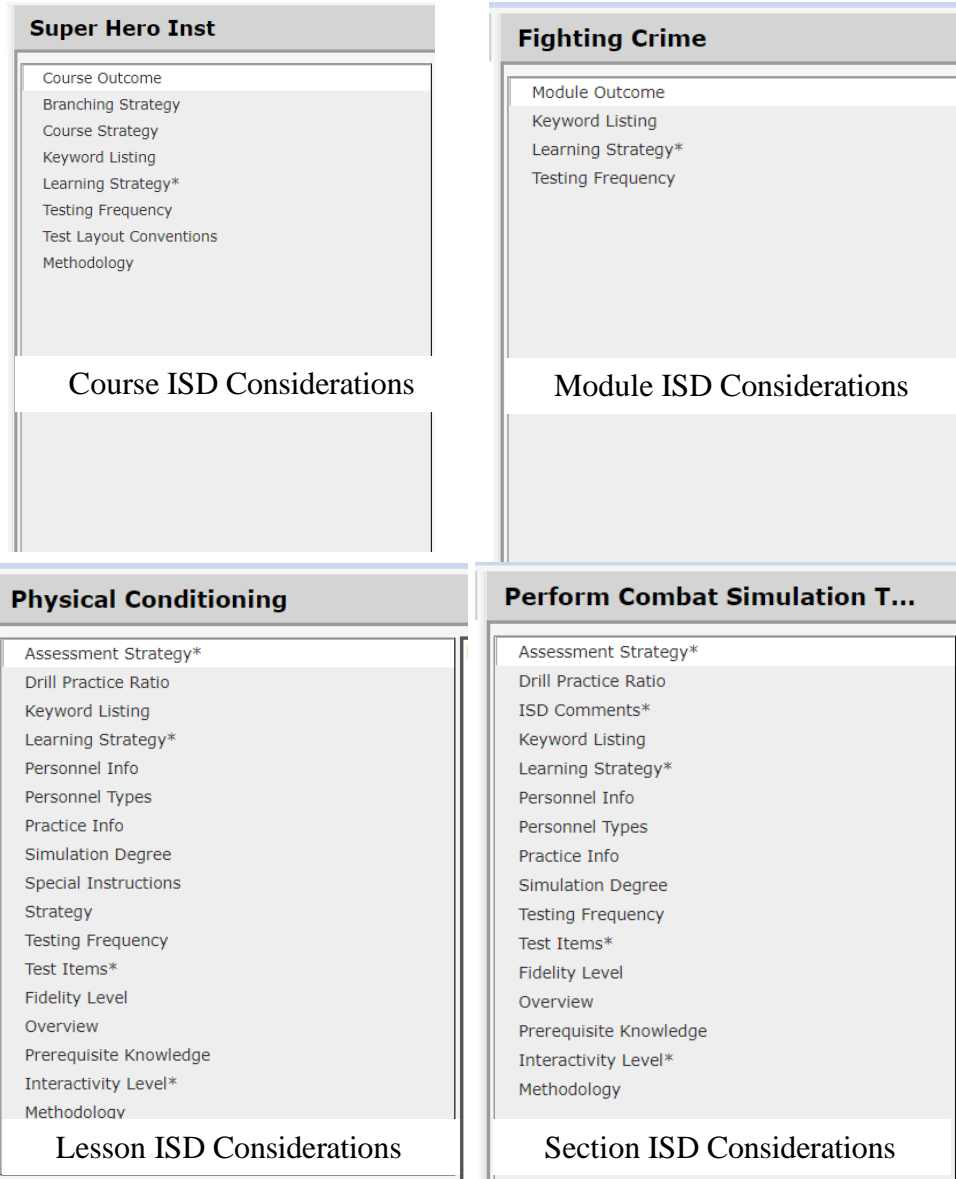 Super Hero Inst
Course Outcome
Branching Strategy
Course Strategy
Keyword Listing
Learning Strategy*
Testing Frequency
Test Layout Conventions
Methodology
Course ISD Considerations
Fighting Crime
Module Outcome
Keyword Listing
Learning Strategy*
Testing Frequency
Module ISD Considerations
Physical Conditioning
Assessment Strategy*
Drill Practice Ratio
Keyword Listing
Learning Strategy*
Personnel Info
Personnel Types
Practice Info
Simulation Degree
Special Instructions
Strategy
Testing Frequency
Test Items*
Fidelity Level
Overview
Prerequisite Knowledge
Interactivity Level*
Methodology
Lesson ISD Considerations
Perform Combat Simulation T...
Assessment Strategy*
Drill Practice Ratio
ISD Comments*
Keyword Listing
Learning Strategy*
Personnel Info
Personnel Types
Practice Info
Simulation Degree
Testing Frequency
Test Items*
Fidelity Level
Overview
Prerequisite Knowledge
Interactivity Level*
Methodology
Section ISD Considerations